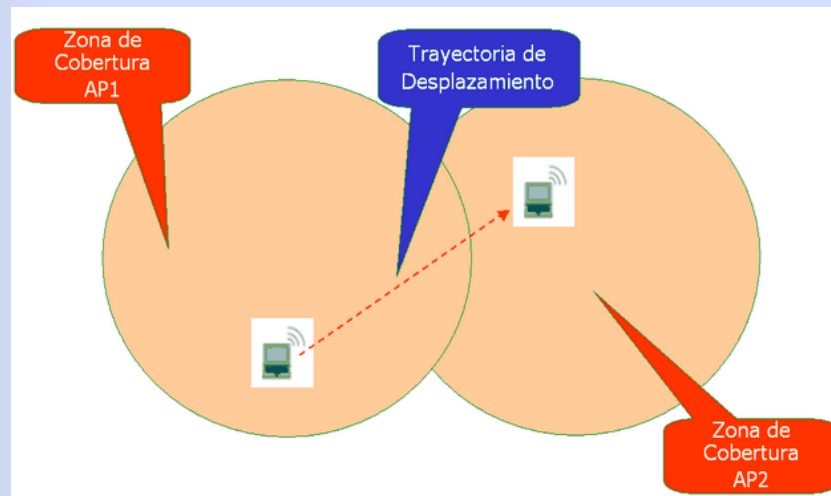 Zona de
Cobertura
AP1
Trayectoria de
Desplazamiento
Zona de
Cobertura
AP2